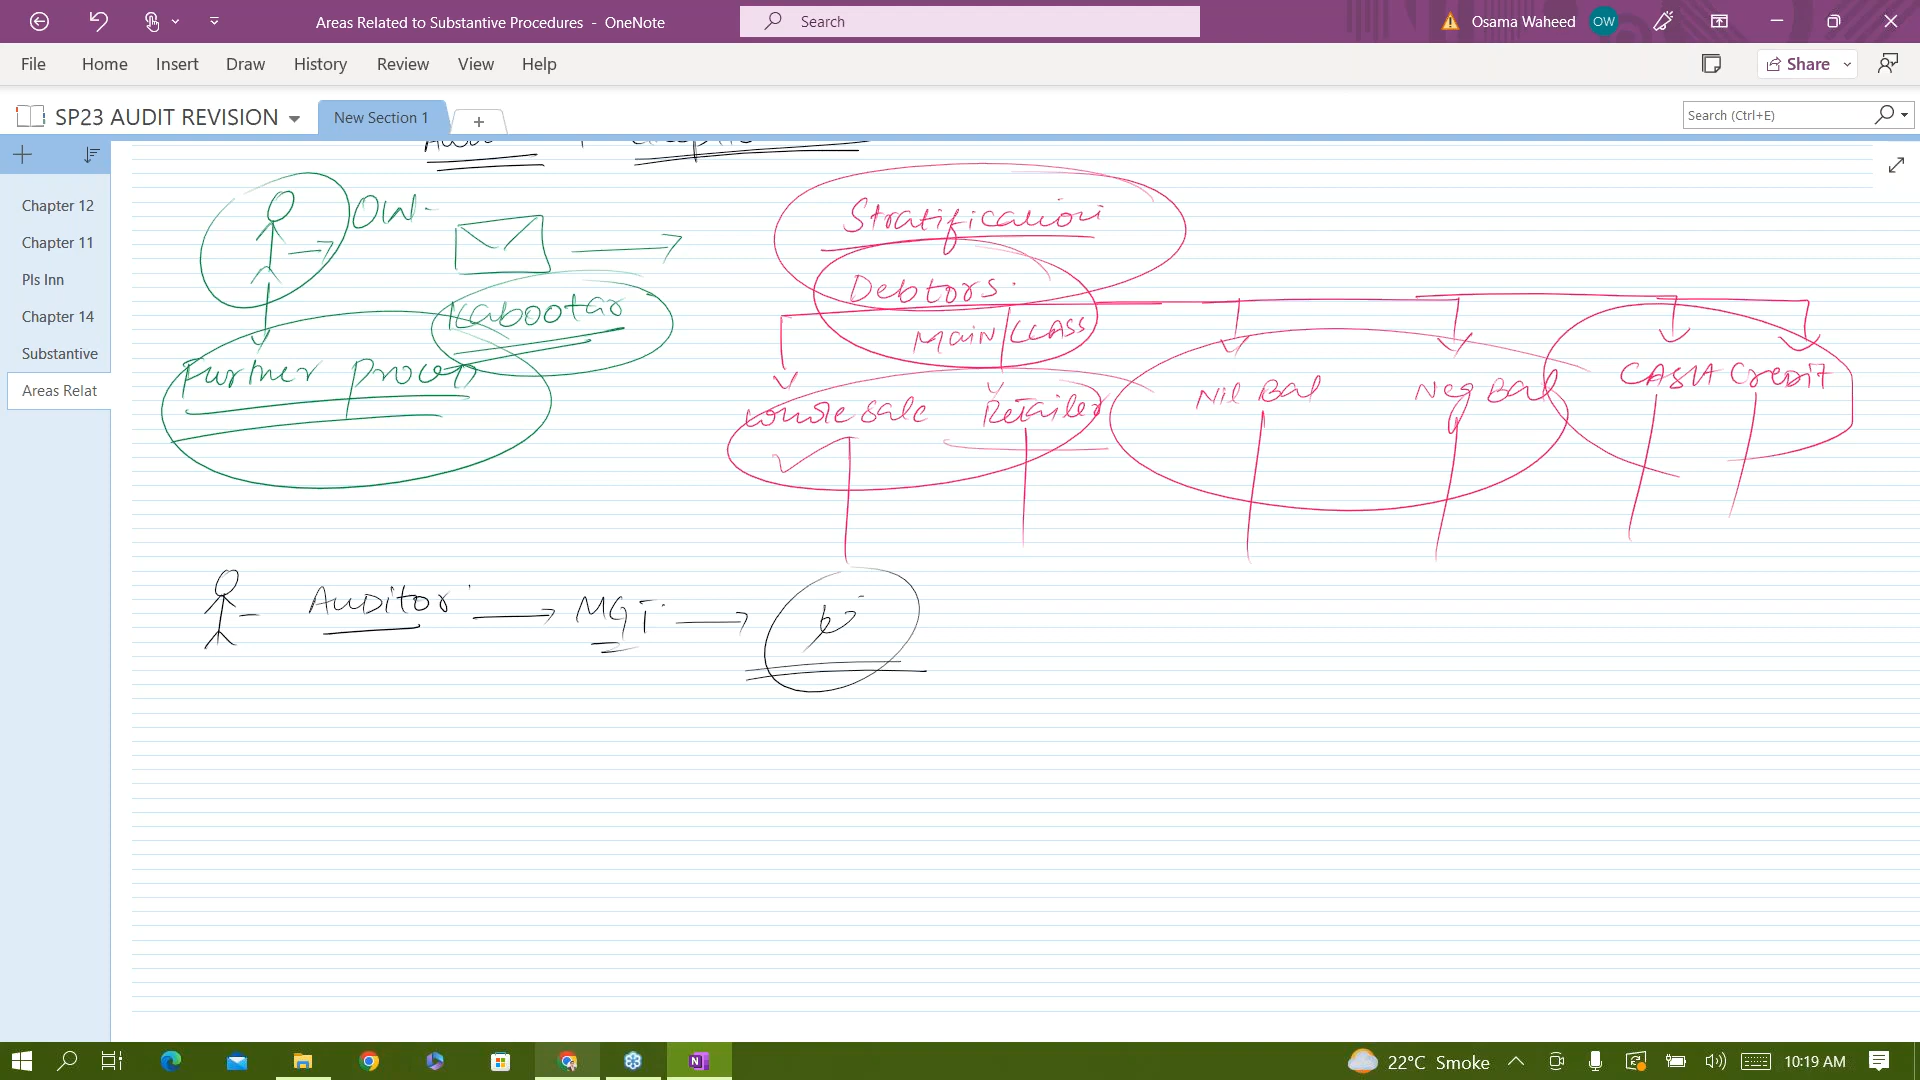 Areas Related to Substantive Procedures - OneNote
Search
Osama Waheed OW
File Home Insert Draw History Review View Help
Share
SP23 AUDIT REVISION
New Section 1
Search (Ctrl+E)
Chapter 12
Chapter 11
Pls Inn
Chapter 14
Substantive
Areas Relat
OW.
Kabootar
Further Proces
Stratification
Debtors.
Main/Class
Whole Sale Retailer Nil Bal Neg Bal CASH Credit
Auditor MGT.
22°C Smoke
10:19 AM